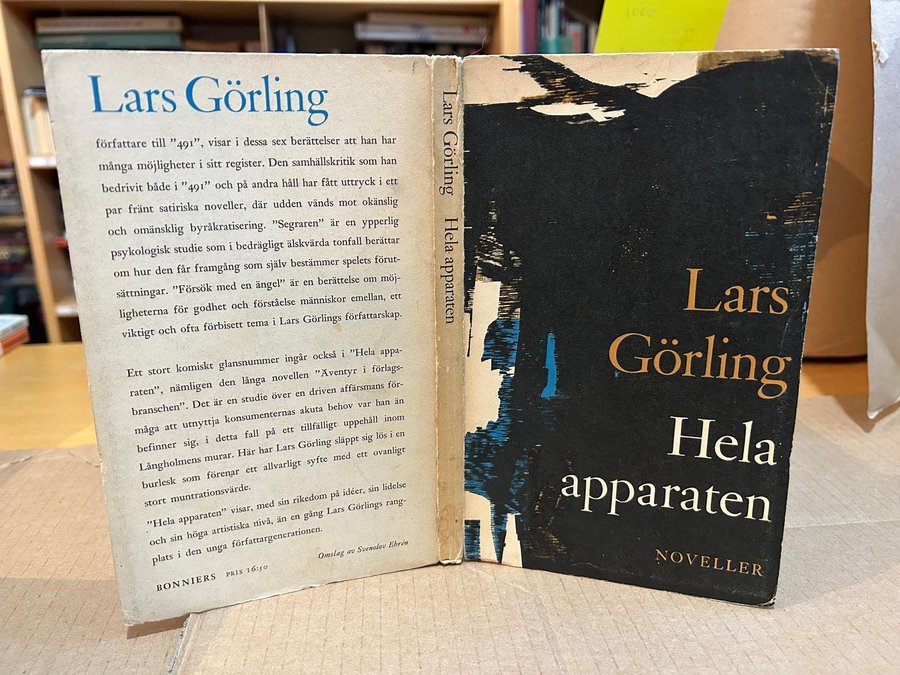 Lars Görling
författare till "491", visar i dessa sex berättelser att han har
många möjligheter i sitt register. Den samhällskritik som han
bedrivit både i "491" och på andra håll har fått uttryck i ett
par fränt satiriska noveller, där udden vänds mot okänslig
och omänsklig byråkratisering. "Segraren" är en ypperlig
psykologisk studie som i bedrägligt älskvärda tonfall berättar
om hur den får framgång som själv bestämmer spelets förut-
sättningar. "Försök med en ängel" är en berättelse om möj-
ligheterna för godhet och förståelse människor emellan, ett
viktigt och ofta förbisett tema i Lars Görlings författarskap.
Ett stort komiskt glansnummer ingår också i "Hela appa-
raten", nämligen den långa novellen "Äventyr i förlags-
branschen". Det är en studie över en driven affärsmans för-
måga att utnyttja konsumenternas akuta behov var han än
befinner sig, i detta fall på ett tillfälligt uppehåll inom
Långholmens murar. Här har Lars Görling släppt sig lös i en
burlesk som förenar ett allvarligt syfte med ett ovanligt
stort muntrationsvärde.
"Hela apparaten" visar, med sin rikedom på idéer, sin lidelse
och sin höga artistiska nivå, än en gång Lars Görlings rang-
plats i den unga författargenerationen.
Omslag av Svenolov Ehrén
BONNIERS PRIS 16:50
Lars Görling Hela apparaten
Lars
Görling
Hela
apparaten
NOVELLER